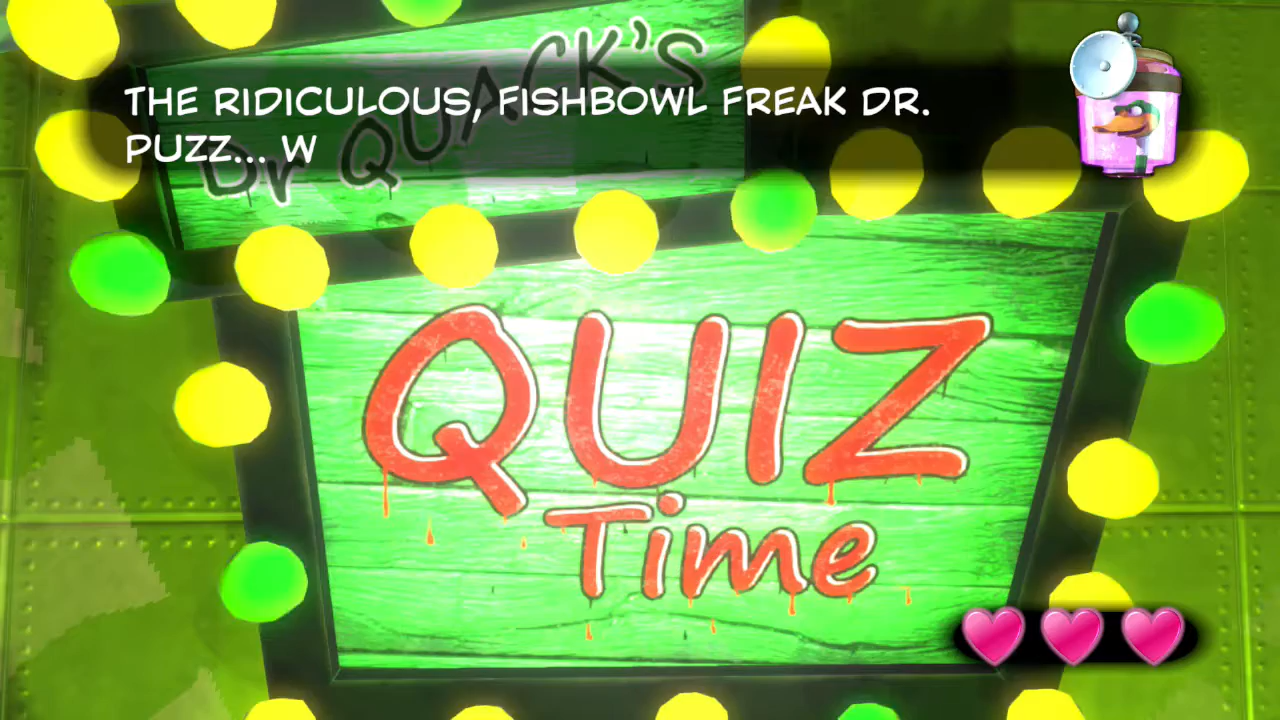 THE RIDICULOUS, FISHBOWL FREAK DR.
PUZZ... W
Dr QUACK'S
QUIZ
Time